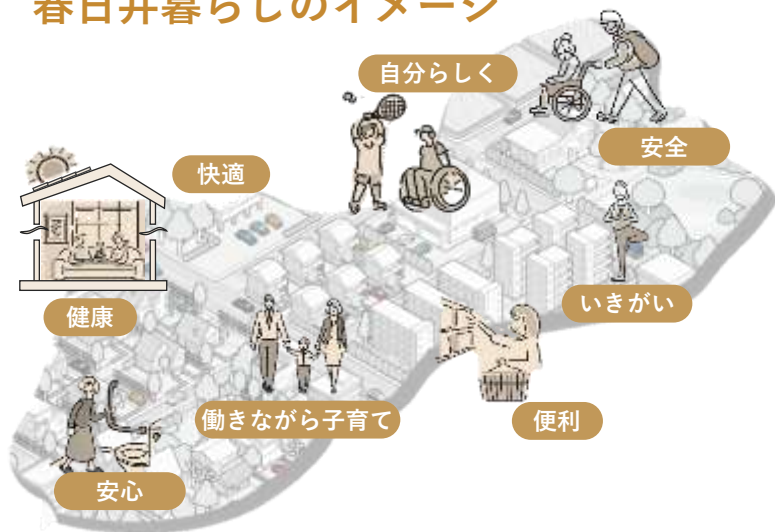 春日井暮らしのイメージ
自分らしく
安全
快適
いきがい
健康
働きながら子育て
便利
安心